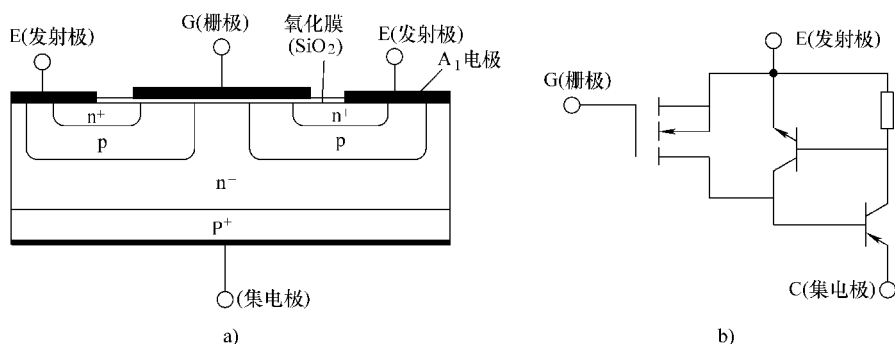 E(发射极)
G(栅极)
氧化膜
(SiO₂)
E(发射极)
A₁电极
n⁺
n⁺
p
p
n⁻
P⁺
(集电极)
a)
E(发射极)
G(栅极)
C(集电极)
b)